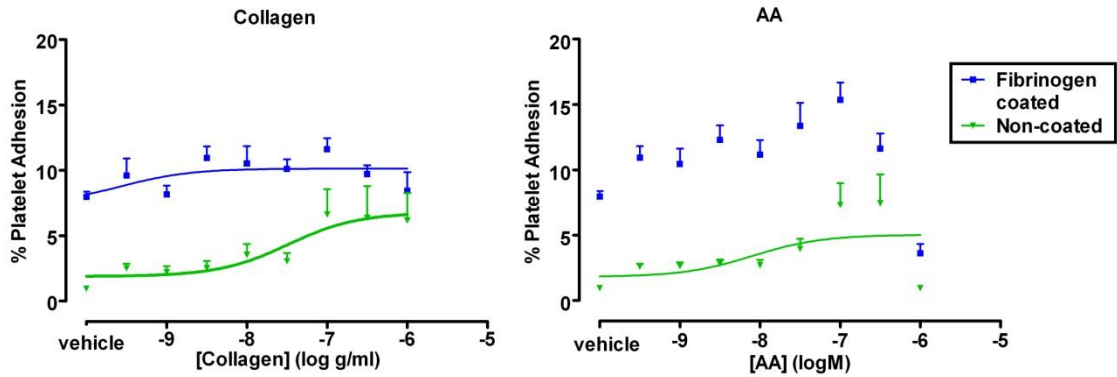 Collagen
20
15
10
5
0
% Platelet Adhesion
vehicle -9 -8 -7 -6 -5
[Collagen] (log g/ml)
AA
20
15
10
5
0
% Platelet Adhesion
vehicle -9 -8 -7 -6 -5
[AA] (logM)
Fibrinogen
coated
Non-coated